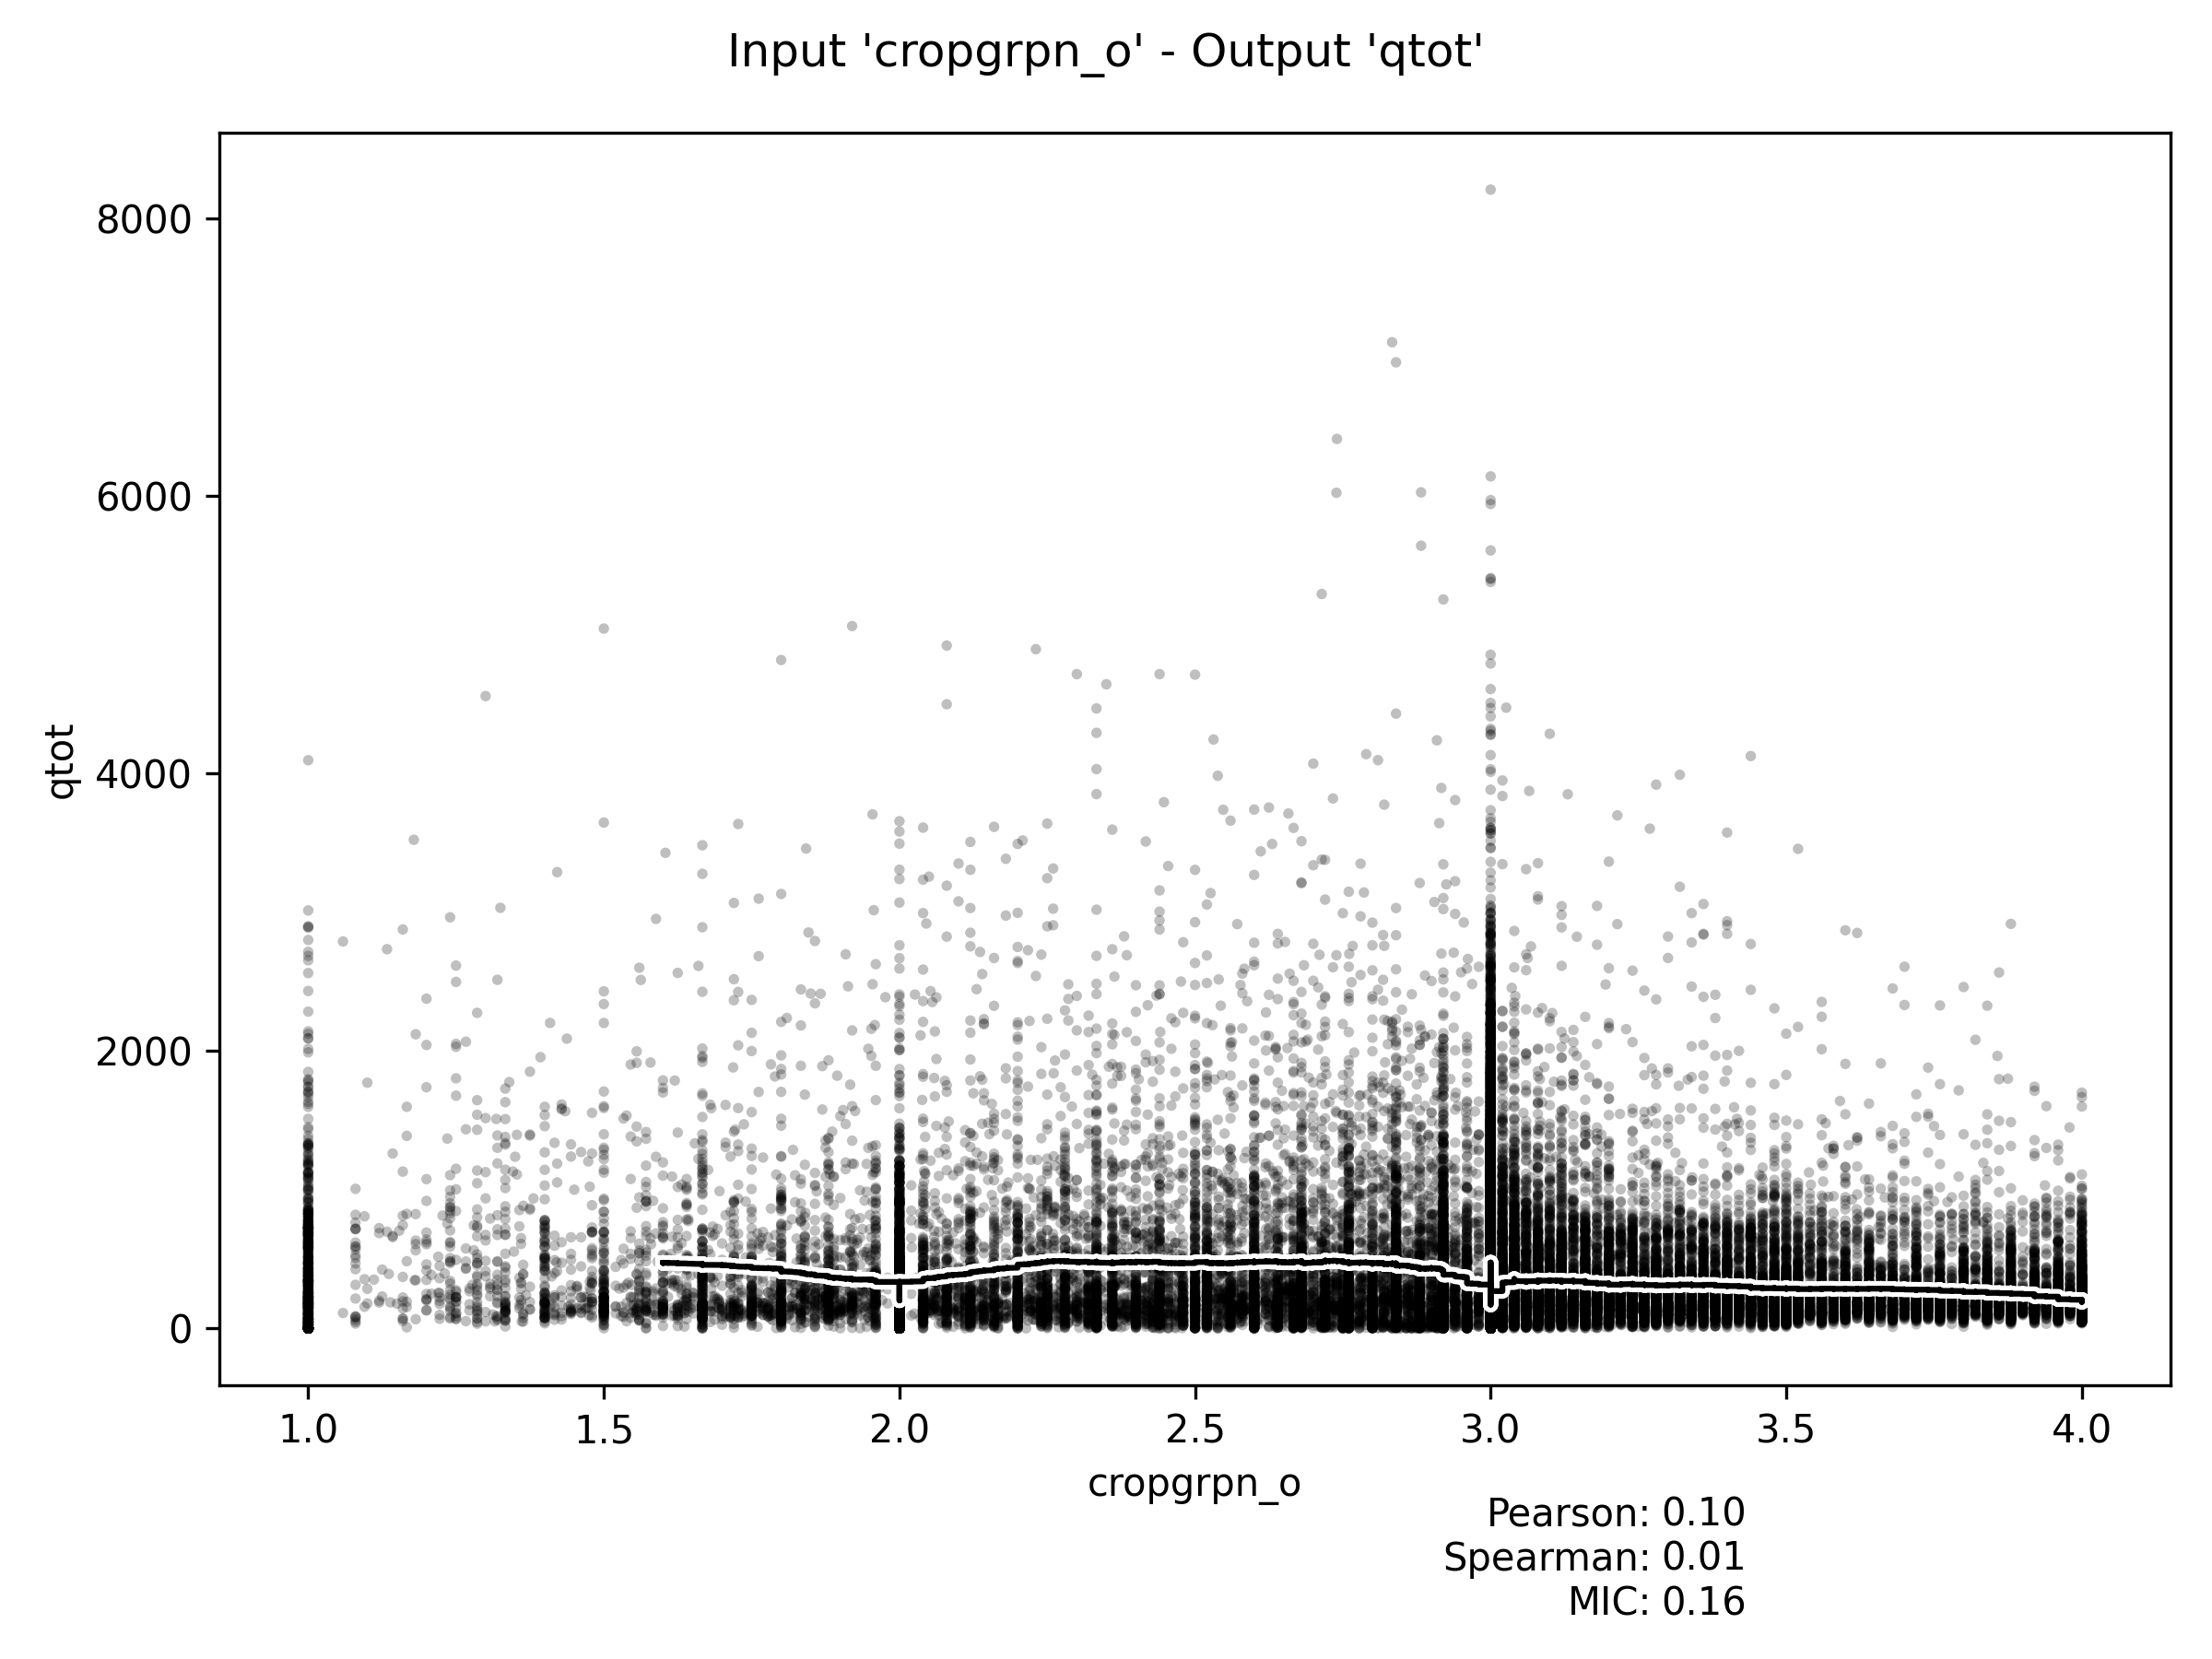 Input 'cropgrpn_o' - Output 'qtot'
8000
6000
4000
2000
0
qtot
1.0 1.5 2.0 2.5 3.0 3.5 4.0
cropgrpn_o
Pearson: 0.10
Spearman: 0.01
MIC: 0.16